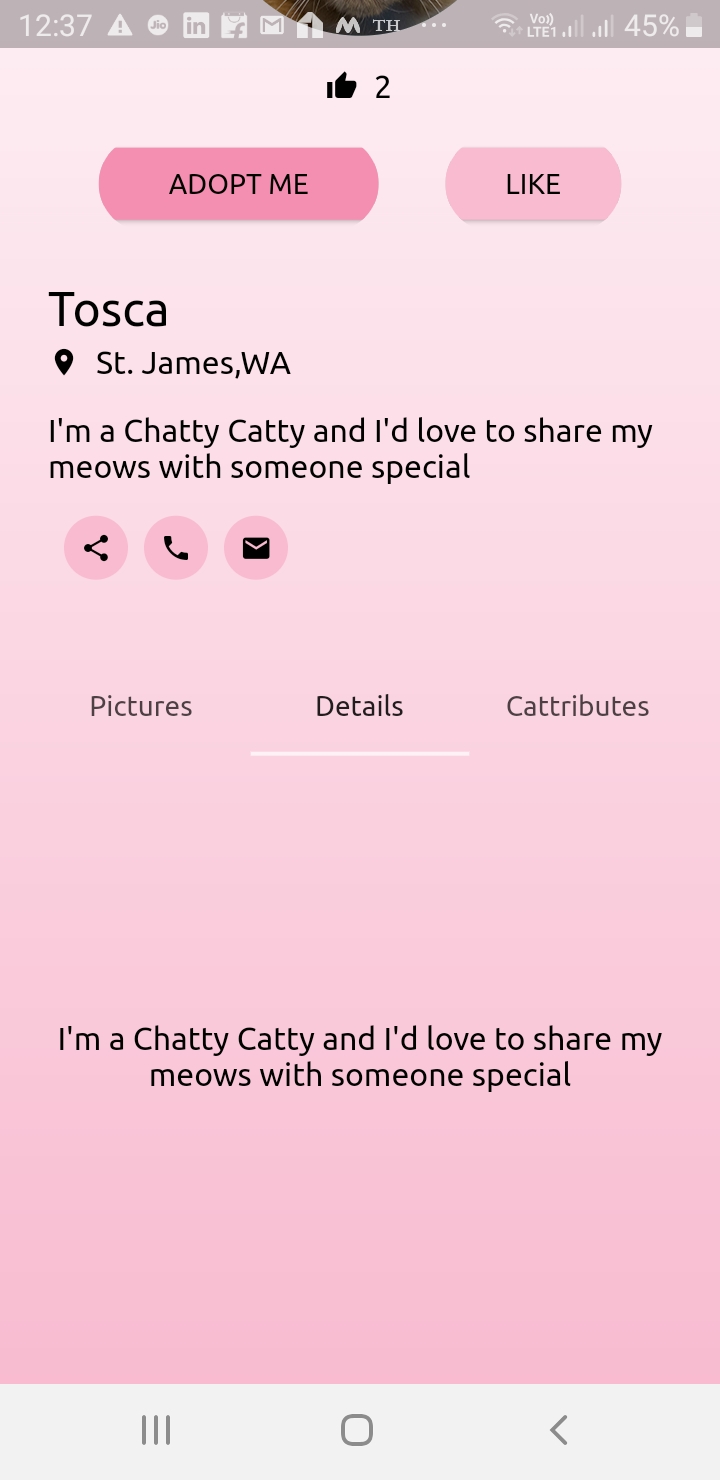 12:37 Jio in M TH Vo)) LTE1 45%
2
ADOPT ME LIKE
Tosca
St. James,WA
I'm a Chatty Catty and I'd love to share my
meows with someone special
Pictures Details Cattributes
I'm a Chatty Catty and I'd love to share my
meows with someone special